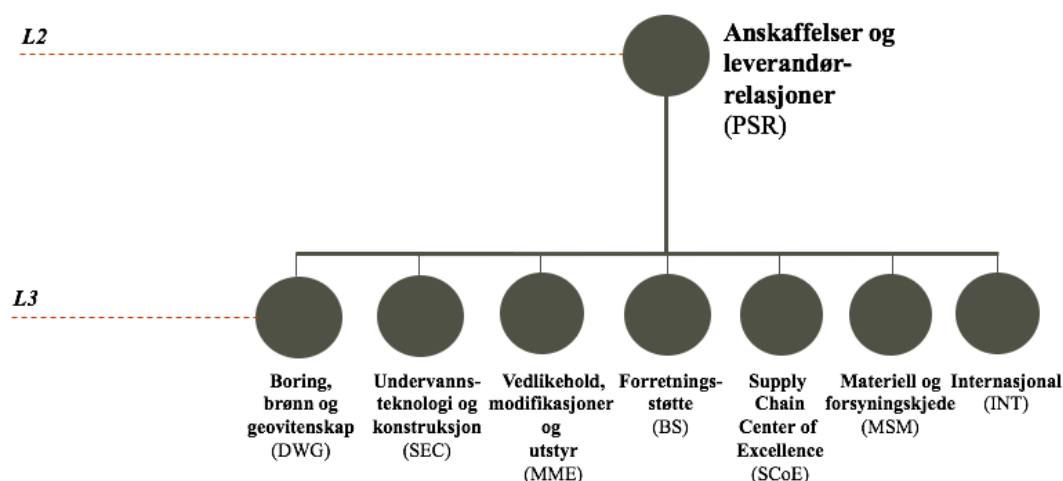 L2
Anskaffelser og
leverandør-
relasjoner
(PSR)
L3
Boring,
brønn og
geovitenskap
(DWG)
Undervanns-
teknologi og
konstruksjon
(SEC)
Vedlikehold,
modifikasjoner
og
utstyr
(MME)
Forretnings-
støtte
(BS)
Supply
Chain
Center of
Excellence
(SCoE)
Materiell og
forsyningskjede
(MSM)
Internasjonal
(INT)